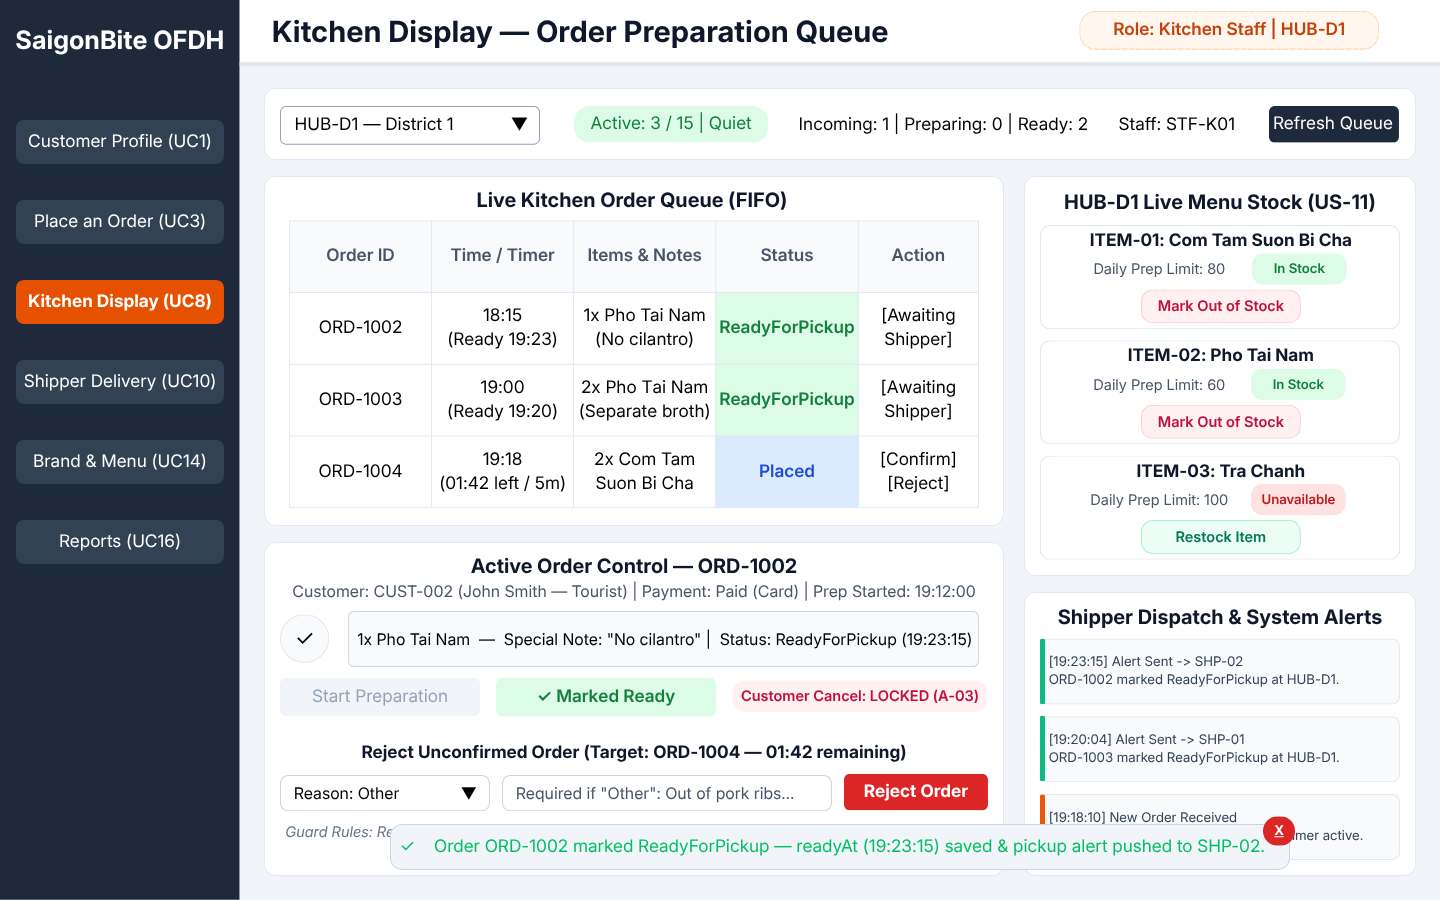 SaigonBite OFDH
Customer Profile (UC1)
Place an Order (UC3)
Kitchen Display (UC8)
Shipper Delivery (UC10)
Brand & Menu (UC14)
Reports (UC16)
Kitchen Display — Order Preparation Queue
Role: Kitchen Staff | HUB-D1
HUB-D1 — District 1 ▼
Active: 3 / 15 | Quiet
Incoming: 1 | Preparing: 0 | Ready: 2
Staff: STF-K01
Refresh Queue
Live Kitchen Order Queue (FIFO)
Order ID Time / Timer Items & Notes Status Action
ORD-1002 18:15 (Ready 19:23) 1x Pho Tai Nam (No cilantro) ReadyForPickup [Awaiting Shipper]
ORD-1003 19:00 (Ready 19:20) 2x Pho Tai Nam (Separate broth) ReadyForPickup [Awaiting Shipper]
ORD-1004 19:18 (01:42 left / 5m) 2x Com Tam Suon Bi Cha Placed [Confirm] [Reject]
Active Order Control — ORD-1002
Customer: CUST-002 (John Smith — Tourist) | Payment: Paid (Card) | Prep Started: 19:12:00
✓ 1x Pho Tai Nam — Special Note: "No cilantro" | Status: ReadyForPickup (19:23:15)
Start Preparation
✓ Marked Ready
Customer Cancel: LOCKED (A-03)
Reject Unconfirmed Order (Target: ORD-1004 — 01:42 remaining)
Reason: Other ▼
Required if "Other": Out of pork ribs...
Reject Order
Guard Rules:
HUB-D1 Live Menu Stock (US-11)
ITEM-01: Com Tam Suon Bi Cha
Daily Prep Limit: 80 In Stock
Mark Out of Stock
ITEM-02: Pho Tai Nam
Daily Prep Limit: 60 In Stock
Mark Out of Stock
ITEM-03: Tra Chanh
Daily Prep Limit: 100 Unavailable
Restock Item
Shipper Dispatch & System Alerts
[19:23:15] Alert Sent -> SHP-02
ORD-1002 marked ReadyForPickup at HUB-D1.
[19:20:04] Alert Sent -> SHP-01
ORD-1003 marked ReadyForPickup at HUB-D1.
[19:18:10] New Order Received
active.
✓ Order ORD-1002 marked ReadyForPickup — readyAt (19:23:15) saved & pickup alert pushed to SHP-02.
X